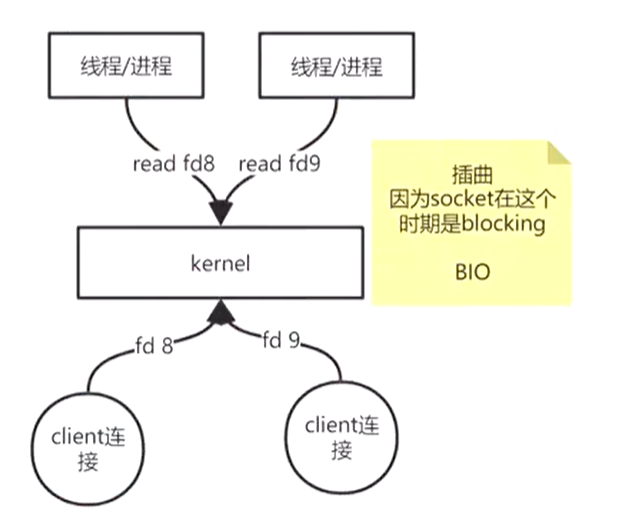 线程/进程
线程/进程
read fd8
read fd9
插曲
因为socket在这个
时期是blocking
BIO
kernel
fd 8
fd 9
client连
接
client连
接